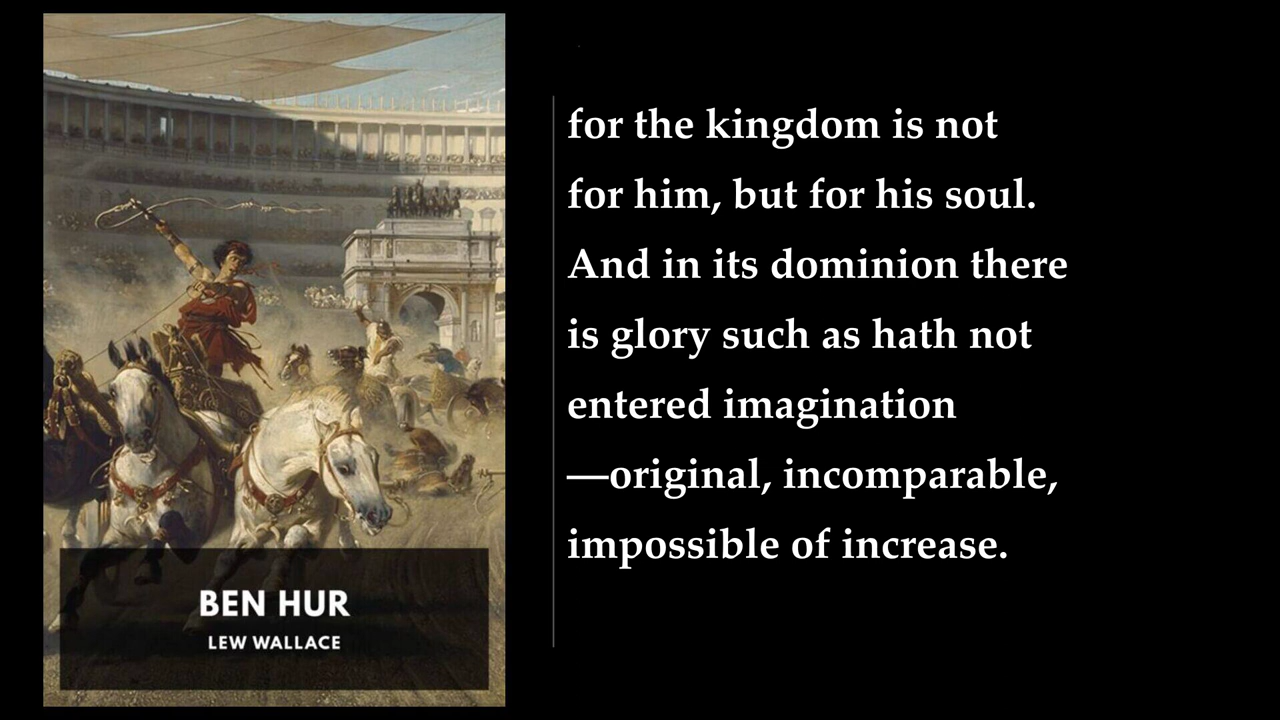 BEN HUR
LEW WALLACE
for the kingdom is not
for him, but for his soul.
And in its dominion there
is glory such as hath not
entered imagination
—original, incomparable,
impossible of increase.